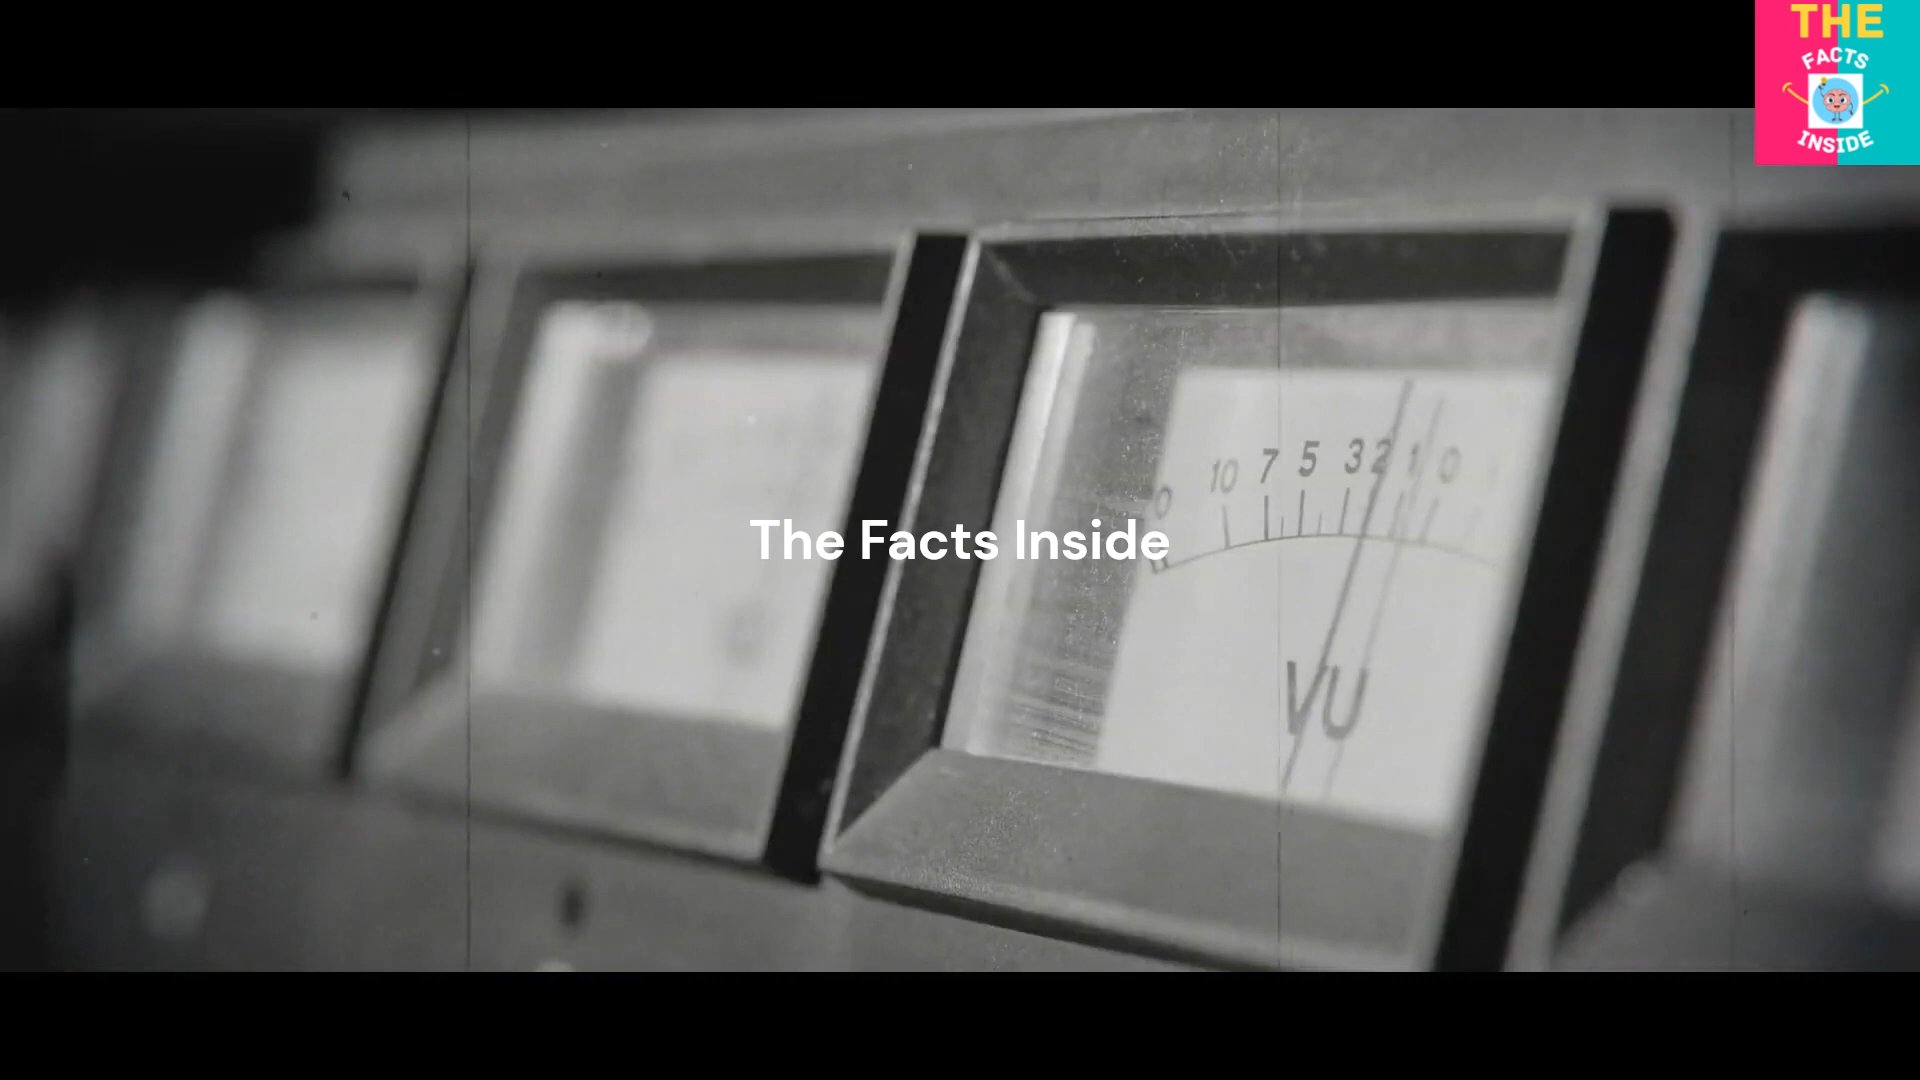 THE
FACTS
INSIDE
10 7 5 3 2 1 0
The Facts Inside
VU